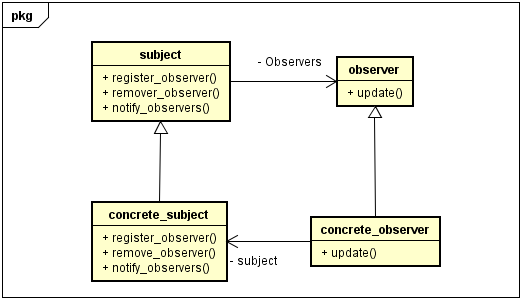 pkg
subject
+ register_observer()
+ remover_observer()
+ notify_observers()
- Observers
observer
+ update()
concrete_subject
+ register_observer()
+ remove_observer()
+ notify_observers()
- subject
concrete_observer
+ update()